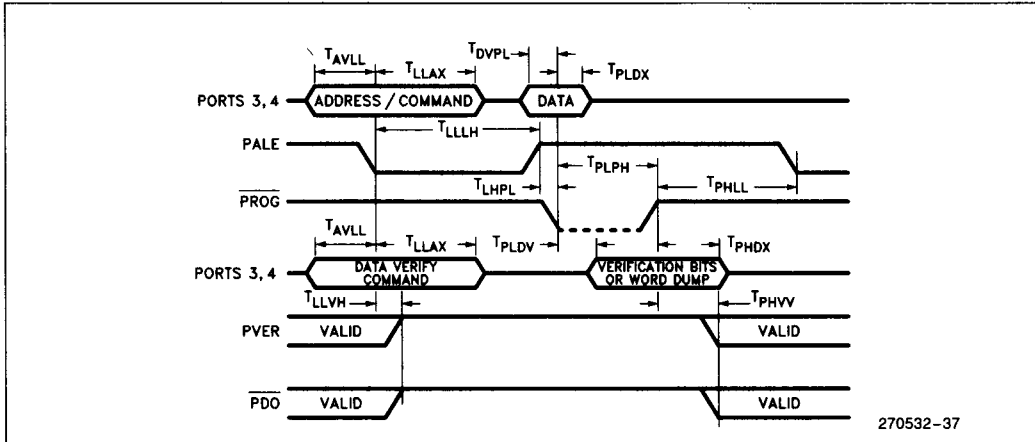 TDVPL
TAVLL TLLAX TPLDX
PORTS 3, 4 ADDRESS / COMMAND DATA
TLLLH
PALE
TPLPH
TLHPL TPHLL
PROG
TAVLL TLLAX TPLDV TPHDX
PORTS 3, 4 DATA VERIFY COMMAND VERIFICATION BITS OR WORD DUMP
TLLVH TPHVV
PVER VALID VALID
PDO VALID VALID
270532-37